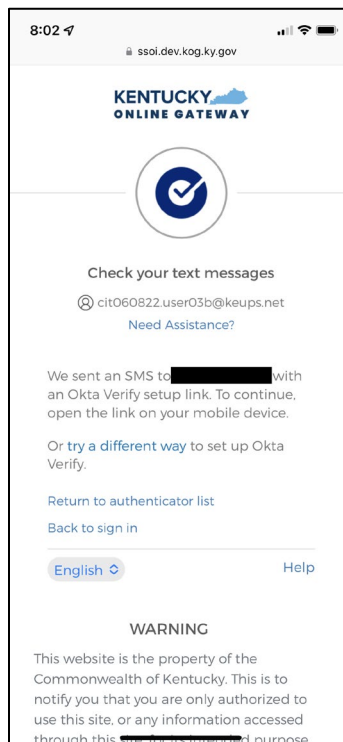 8:02
ssoi.dev.kog.ky.gov
KENTUCKY
ONLINE GATEWAY
Check your text messages
cit060822.user03b@keups.net
Need Assistance?
We sent an SMS to with
an Okta Verify setup link. To continue,
open the link on your mobile device.
Or try a different way to set up Okta
Verify.
Return to authenticator list
Back to sign in
English
Help
WARNING
This website is the property of the
Commonwealth of Kentucky. This is to
notify you that you are only authorized to
use this site, or any information accessed
through this site, for its intended purpose